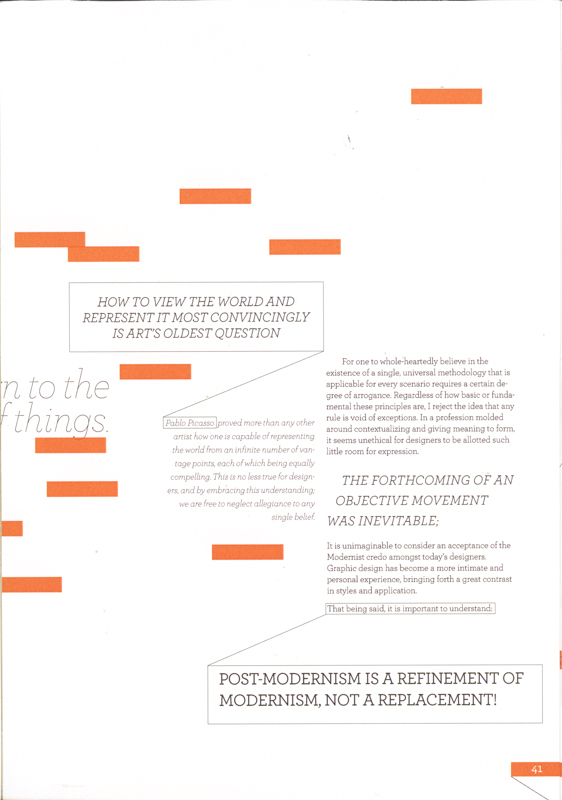 HOW TO VIEW THE WORLD AND
REPRESENT IT MOST CONVINCINGLY
IS ART'S OLDEST QUESTION
n to the
f things.
Pablo Picasso proved more than any other
artist how one is capable of representing
the world from an infinite number of van-
tage points, each of which being equally
compelling. This is no less true for design-
ers, and by embracing this understanding;
we are free to neglect allegiance to any
single belief.
For one to whole-heartedly believe in the
existence of a single, universal methodology that is
applicable for every scenario requires a certain de-
gree of arrogance. Regardless of how basic or funda-
mental these principles are, I reject the idea that any
rule is void of exceptions. In a profession molded
around contextualizing and giving meaning to form,
it seems unethical for designers to be allotted such
little room for expression.
THE FORTHCOMING OF AN
OBJECTIVE MOVEMENT
WAS INEVITABLE;
It is unimaginable to consider an acceptance of the
Modernist credo amongst today's designers.
Graphic design has become a more intimate and
personal experience, bringing forth a great contrast
in styles and application.
That being said, it is important to understand:
POST-MODERNISM IS A REFINEMENT OF
MODERNISM, NOT A REPLACEMENT!
41